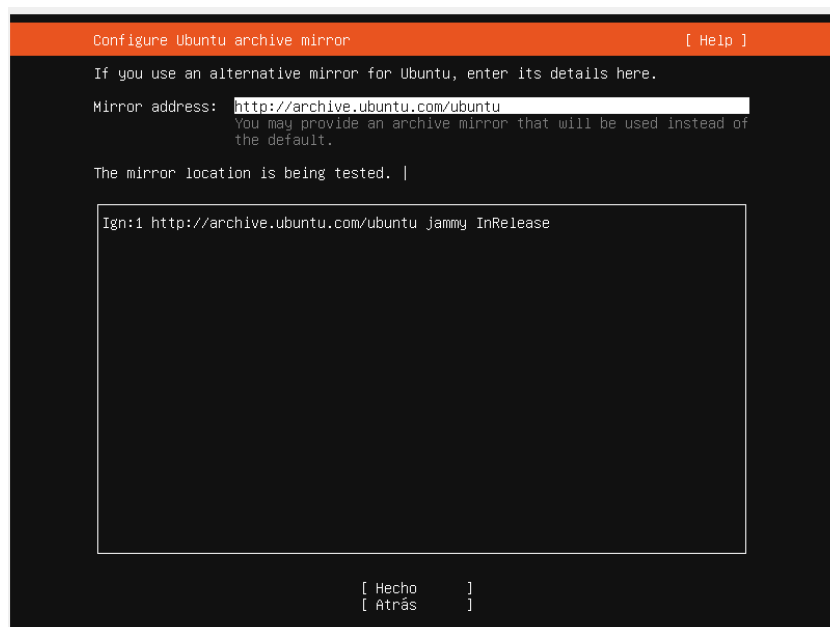 Configure Ubuntu archive mirror [ Help ]
If you use an alternative mirror for Ubuntu, enter its details here.
Mirror address: http://archive.ubuntu.com/ubuntu
You may provide an archive mirror that will be used instead of
the default.
The mirror location is being tested. |
Ign:1 http://archive.ubuntu.com/ubuntu jammy InRelease
[ Hecho ]
[ Atrás ]